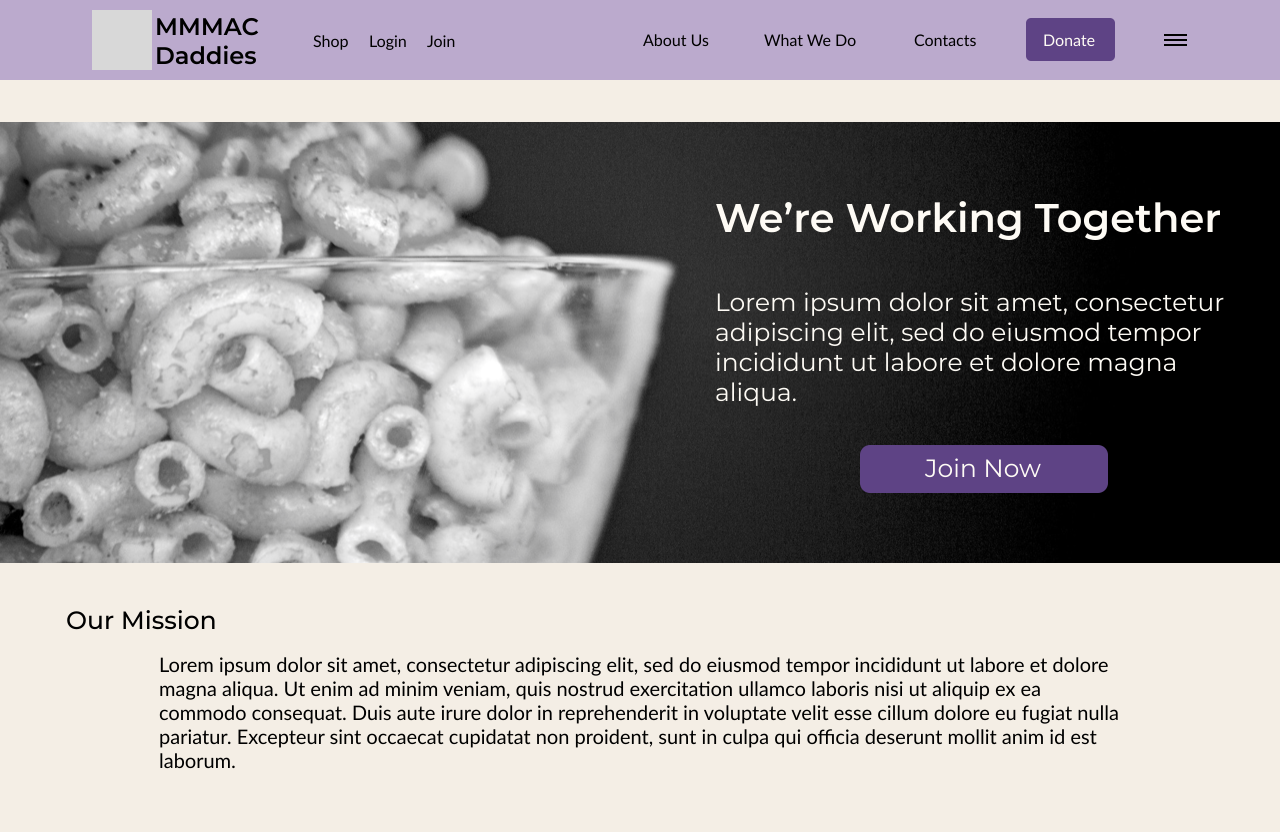 MMMAC
Daddies
Shop Login Join
About Us What We Do Contacts Donate
We’re Working Together
Lorem ipsum dolor sit amet, consectetur
adipiscing elit, sed do eiusmod tempor
incididunt ut labore et dolore magna
aliqua.
Join Now
Our Mission
Lorem ipsum dolor sit amet, consectetur adipiscing elit, sed do eiusmod tempor incididunt ut labore et dolore
magna aliqua. Ut enim ad minim veniam, quis nostrud exercitation ullamco laboris nisi ut aliquip ex ea
commodo consequat. Duis aute irure dolor in reprehenderit in voluptate velit esse cillum dolore eu fugiat nulla
pariatur. Excepteur sint occaecat cupidatat non proident, sunt in culpa qui officia deserunt mollit anim id est
laborum.